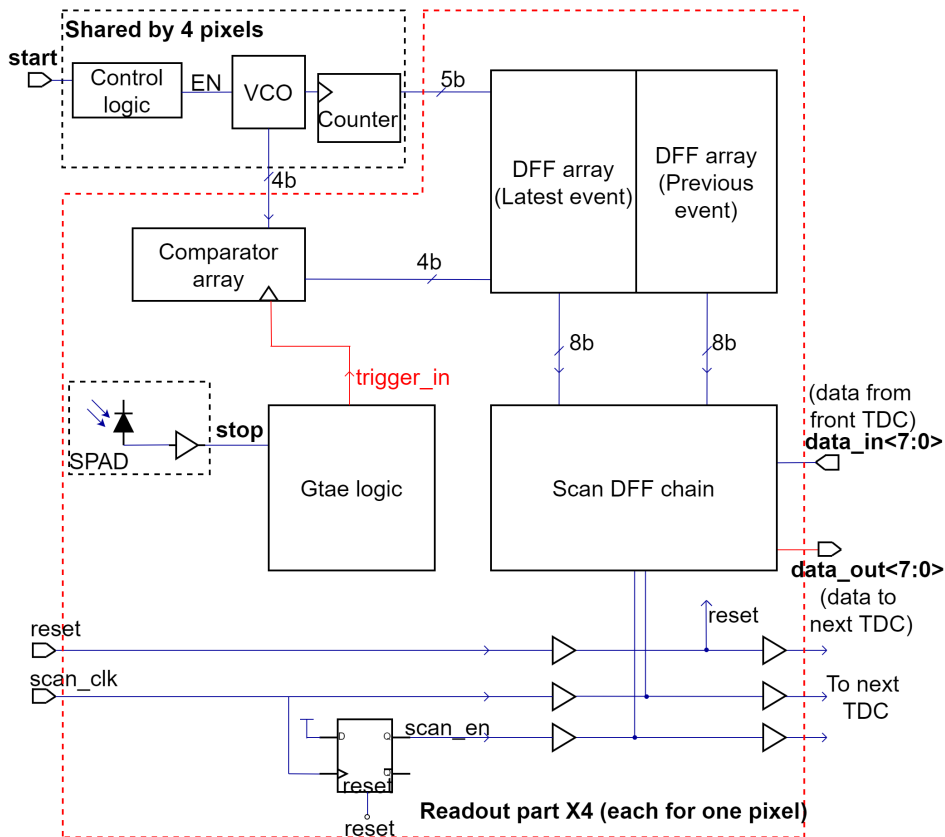 Shared by 4 pixels
start
Control
logic
EN
VCO
Counter
5b
4b
DFF array
(Latest event)
DFF array
(Previous
event)
Comparator
array
4b
8b
8b
trigger_in
(data from
front TDC)
data_in<7:0>
SPAD
stop
Gtae logic
Scan DFF chain
data_out<7:0>
(data to
next TDC)
reset
reset
scan_clk
To next
TDC
scan_en
D
Q
Q
reset
reset
Readout part X4 (each for one pixel)